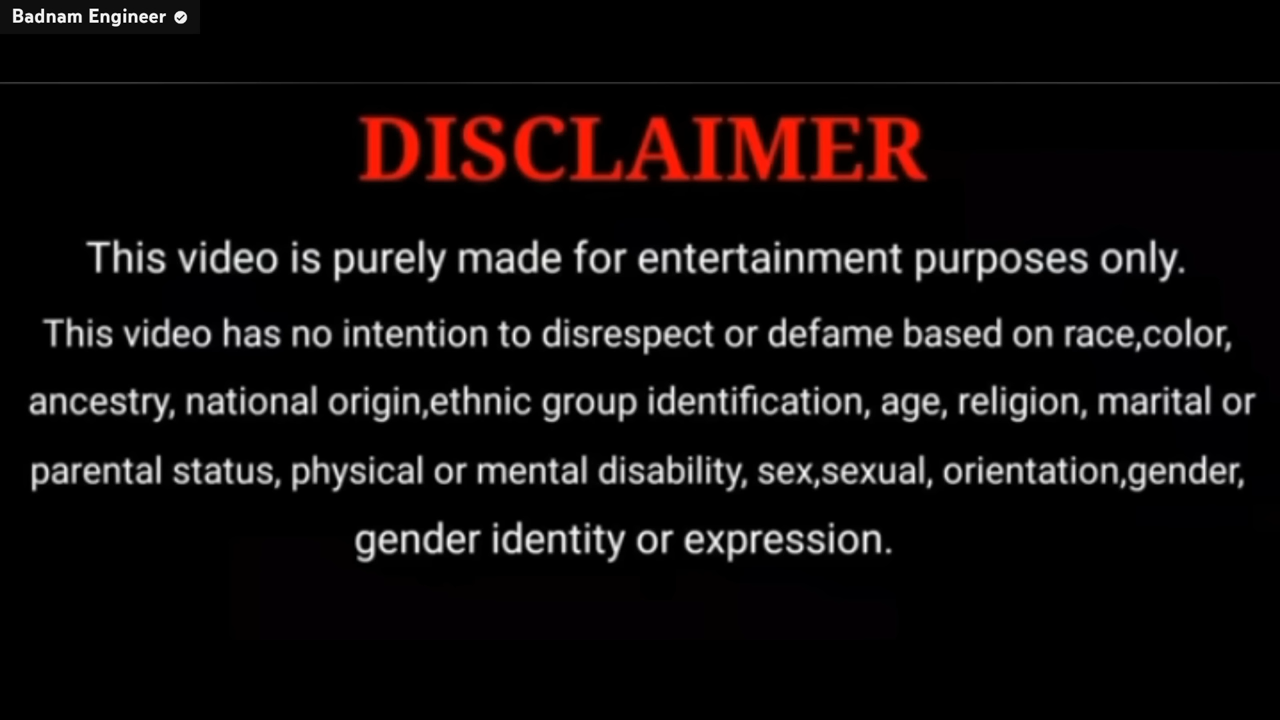 Badnam Engineer
DISCLAIMER
This video is purely made for entertainment purposes only.
This video has no intention to disrespect or defame based on race,color,
ancestry, national origin,ethnic group identification, age, religion, marital or
parental status, physical or mental disability, sex,sexual, orientation,gender,
gender identity or expression.